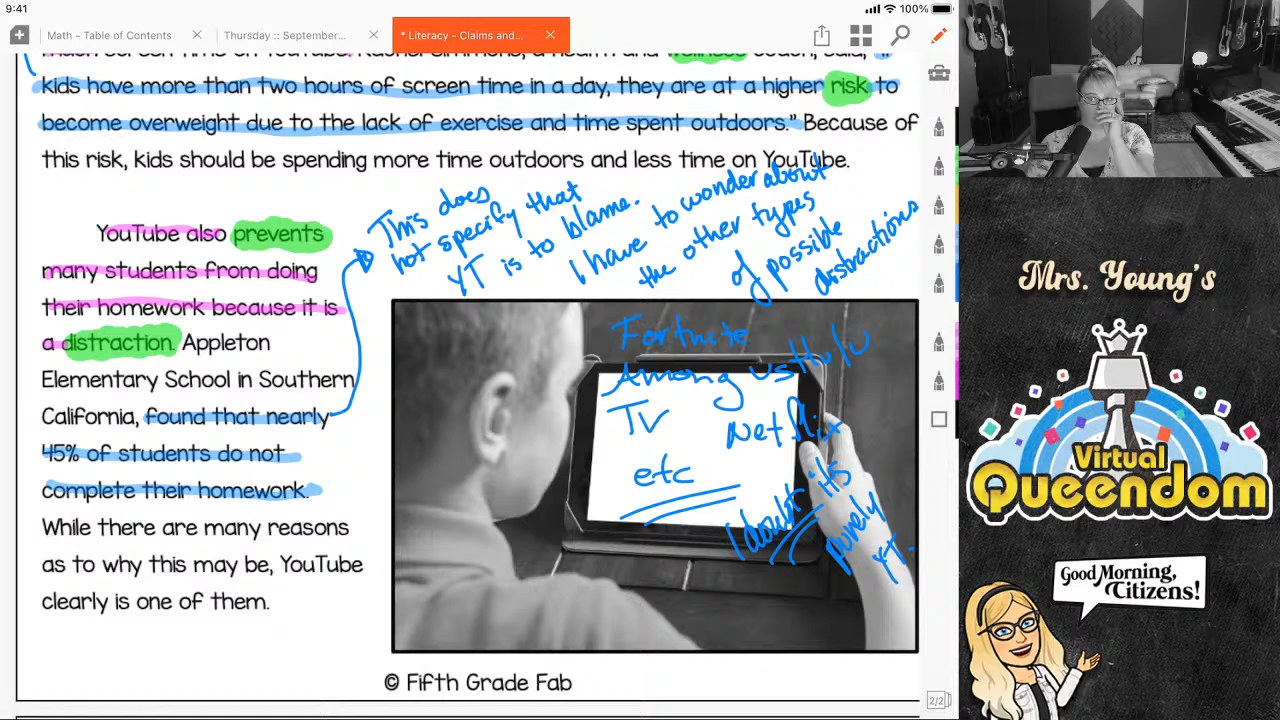 9:41
100%
Math - Table of Contents
Thursday :: September...
* Literacy - Claims and...
kids have more than two hours of screen time in a day, they are at a higher risk to
become overweight due to the lack of exercise and time spent outdoors." Because of
this risk, kids should be spending more time outdoors and less time on YouTube.
This does
not specify that
YT is to blame.
I have to wonder about
the other types
of possible
distractions
YouTube also prevents
many students from doing
their homework because it is
a distraction. Appleton
Elementary School in Southern
California, found that nearly
45% of students do not
complete their homework.
While there are many reasons
as to why this may be, YouTube
clearly is one of them.
Fortnite
Among us Hulu
TV
Netflix
etc
I doubt its
purely
YT.
© Fifth Grade Fab
2/2
Mrs. Young's
Virtual
Queendom
Good Morning,
Citizens!